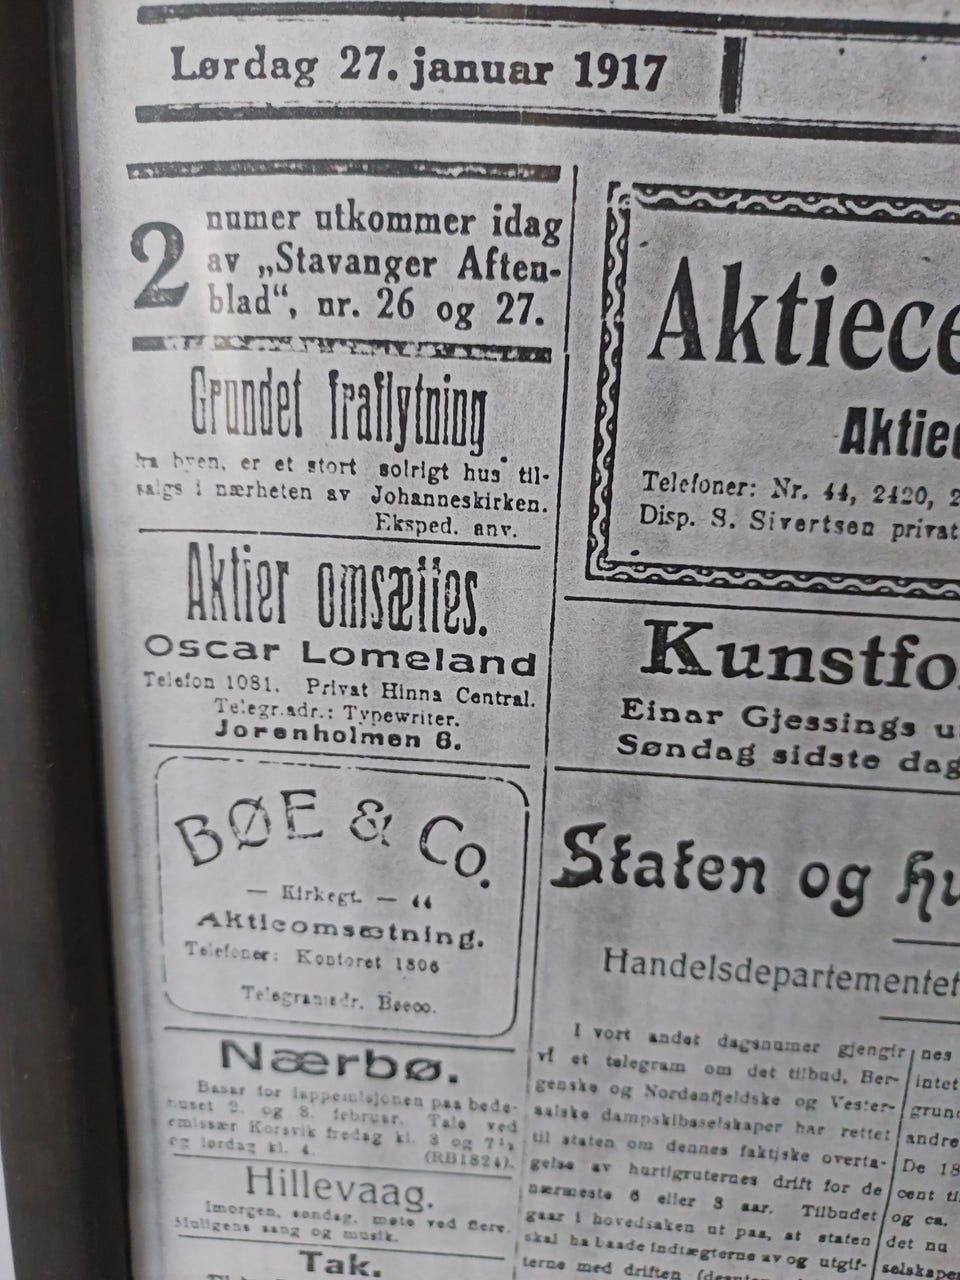 Lørdag 27. januar 1917
2 numer utkommer idag
av „Stavanger Aften-
blad“, nr. 26 og 27.
Grundet fraflytning
fra byen, er et stort solrigt hus til-
salgs i nærheten av Johanneskirken.
Eksped. anv.
Aktier omsættes.
Oscar Lomeland
Telefon 1081. Privat Hinna Central.
Telegr.adr.: Typewriter.
Jorenholmen 6.
BØE & Co.
— Kirkegt. — 44
Aktieomsætning.
Telefoner: Kontoret 1806
Telegramadr. Bøeco.
Nærbø.
Basar for lappemisjonen paa bede-
huset 2. og 3. februar. Tale ved
emissær Korsvik fredag kl. 3 og 7½
og lørdag kl. 4. (RB1824).
Hillevaag.
Imorgen, søndag, møte ved flere.
sang og musik.
Tak.
Aktiece
Aktie
Telefoner: Nr. 44, 2420, 2
Disp. S. Sivertsen privat
Kunstfo
Einar Gjessings u
Søndag sidste dag
Staten og hu
Handelsdepartementet
I vort andet dagsnumer gjengir
vi et telegram om det tilbud, Ber-
genske og Nordenfjeldske og Vester-
aalske dampskibsselskaper har rettet
til staten om dennes faktiske overta-
gelse av hurtigruternes drift for de
nærmeste 6 eller 3 aar. Tilbudet
gaar i hovedsaken ut paa, at staten
skal ha baade indtægterne av og utgif-
terne med driften
nes
intet
grun
andre
De 18
cent ti
og ca.
det nu
selskape